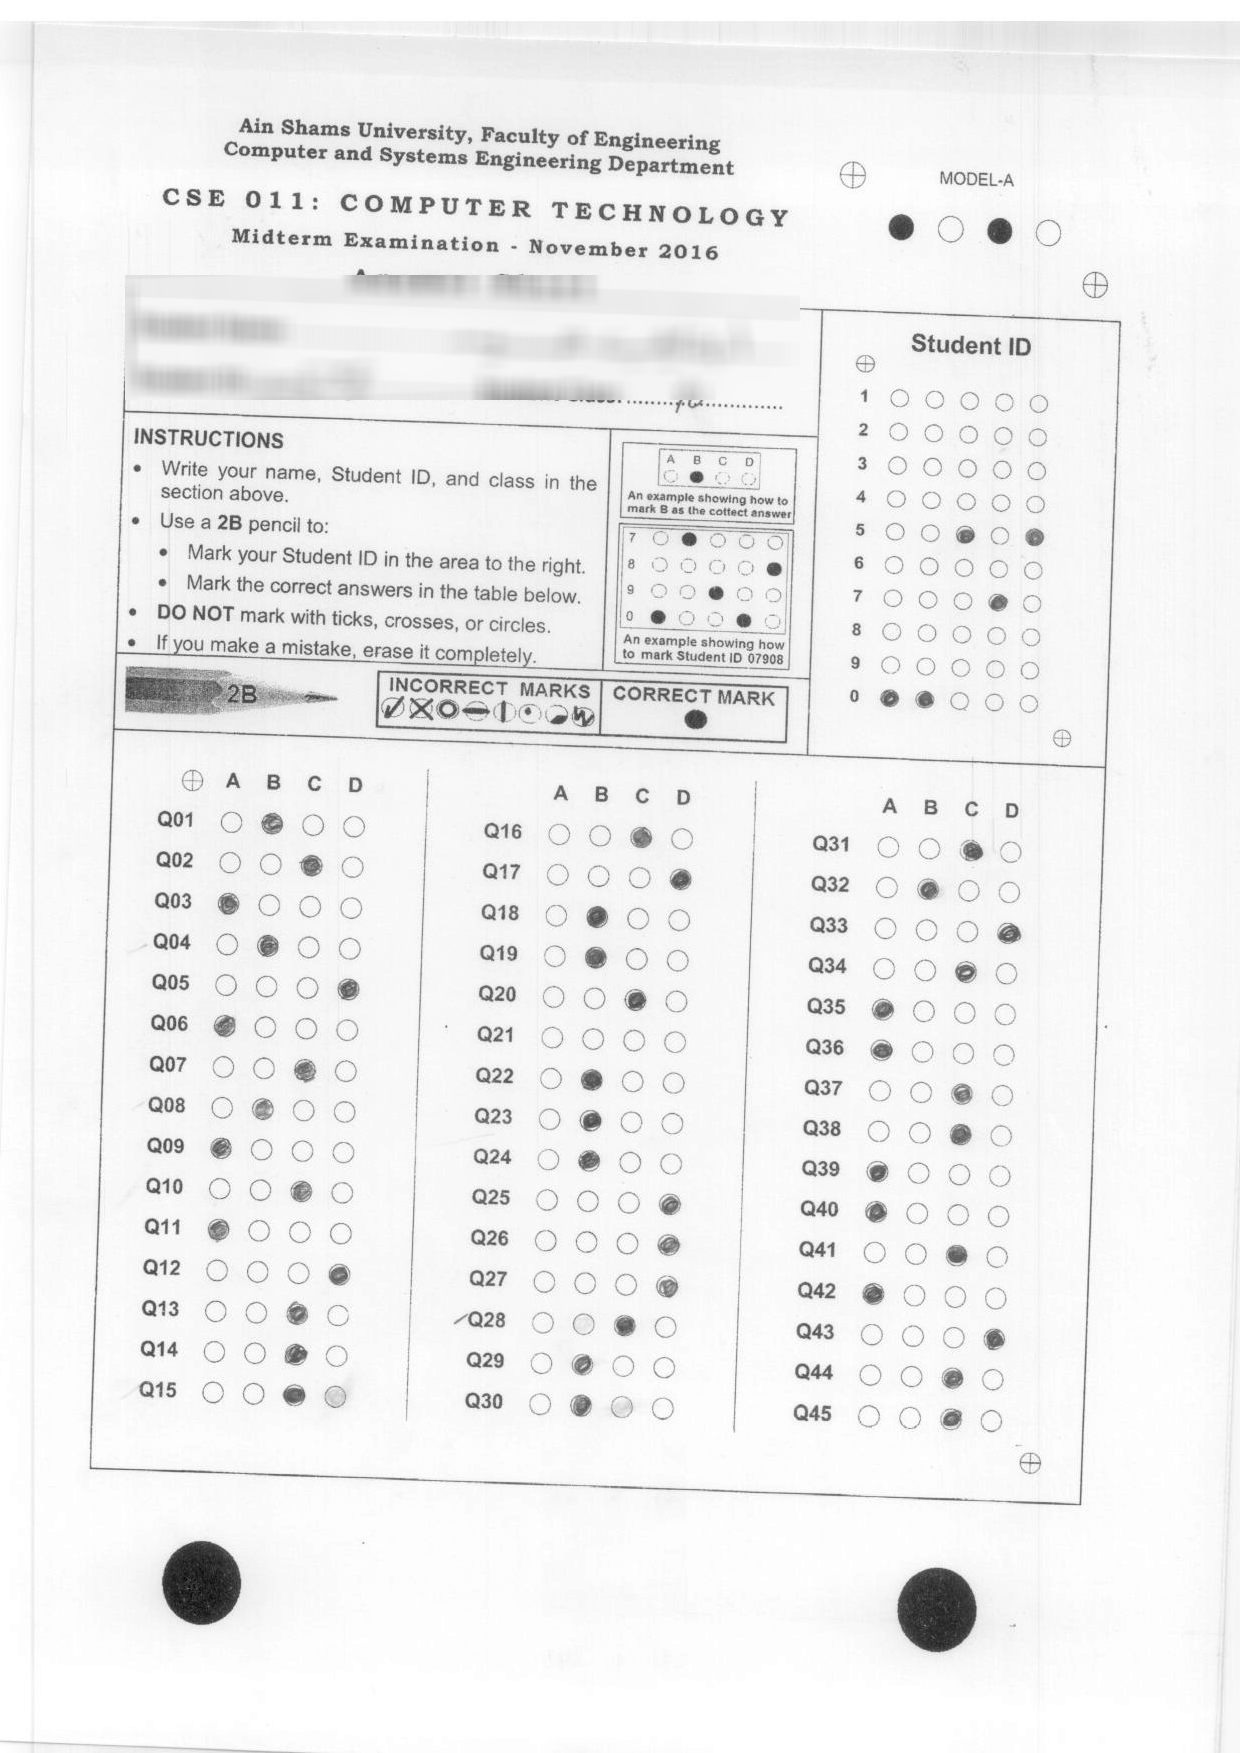 Ain Shams University, Faculty of Engineering
Computer and Systems Engineering Department
CSE 011: COMPUTER TECHNOLOGY
Midterm Examination - November 2016
MODEL-A
Student ID
1
2
3
4
5
6
7
8
9
0
INSTRUCTIONS
• Write your name, Student ID, and class in the
section above.
• Use a 2B pencil to:
• Mark your Student ID in the area to the right.
• Mark the correct answers in the table below.
• DO NOT mark with ticks, crosses, or circles.
• If you make a mistake, erase it completely.
A B C D
An example showing how to
mark B as the cottect answer
7
8
9
0
An example showing how
to mark Student ID 07908
2B
INCORRECT MARKS
CORRECT MARK
A B C D
Q01
Q02
Q03
Q04
Q05
Q06
Q07
Q08
Q09
Q10
Q11
Q12
Q13
Q14
Q15
A B C D
Q16
Q17
Q18
Q19
Q20
Q21
Q22
Q23
Q24
Q25
Q26
Q27
Q28
Q29
Q30
A B C D
Q31
Q32
Q33
Q34
Q35
Q36
Q37
Q38
Q39
Q40
Q41
Q42
Q43
Q44
Q45